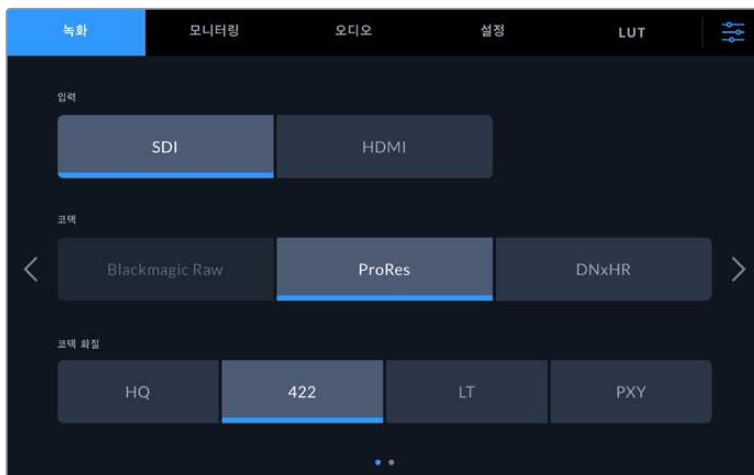 녹화 모니터링 오디오 설정 LUT
입력
SDI HDMI
코덱
Blackmagic Raw ProRes DNxHR
코덱 화질
HQ 422 LT PXY